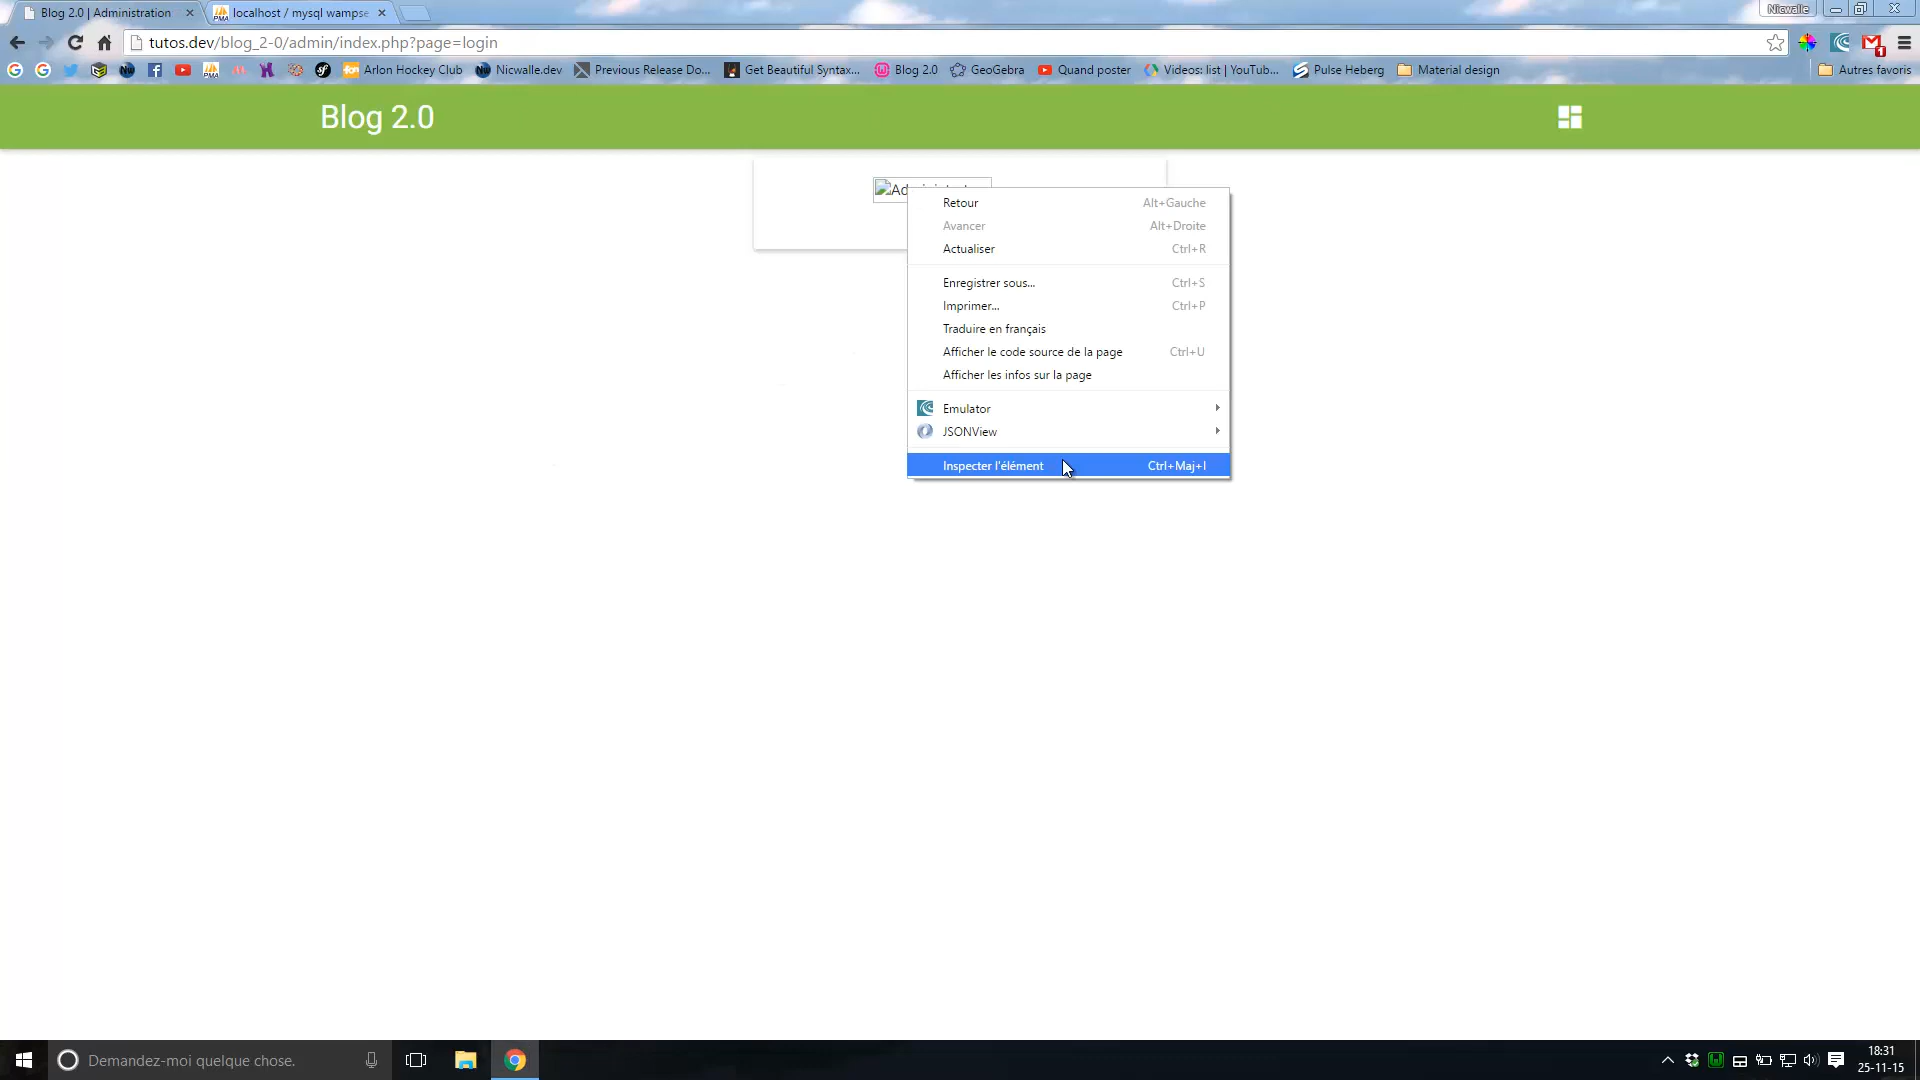 Blog 2.0 | Administration
localhost / mysql wampse
Nicwalle
tutos.dev/blog_2-0/admin/index.php?page=login
1
PMA
Arlon Hockey Club
Nicwalle.dev
Previous Release Do...
Get Beautiful Syntax...
Blog 2.0
GeoGebra
Quand poster
Videos: list | YouTub...
Pulse Heberg
Material design
Autres favoris
Blog 2.0
Retour Alt+Gauche
Avancer Alt+Droite
Actualiser Ctrl+R
Enregistrer sous... Ctrl+S
Imprimer... Ctrl+P
Traduire en français
Afficher le code source de la page Ctrl+U
Afficher les infos sur la page
Emulator
JSONView
Inspecter l'élément Ctrl+Maj+I
Demandez-moi quelque chose.
18:31
25-11-15